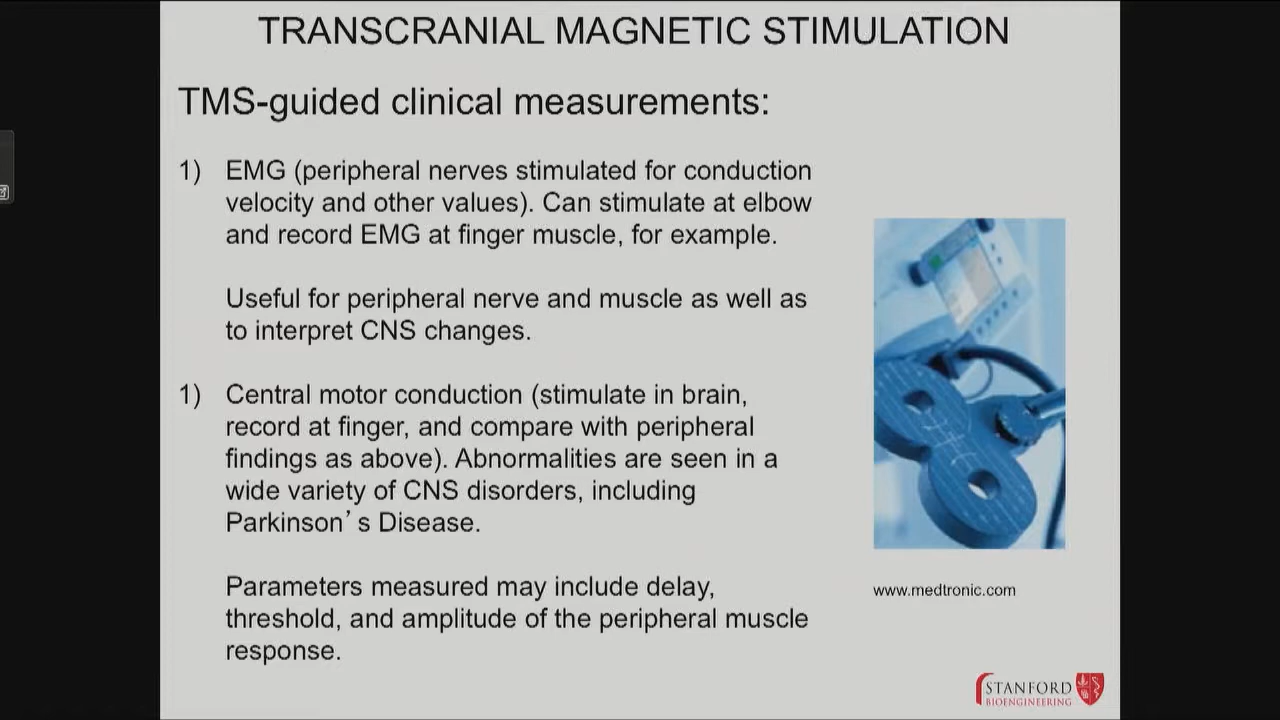 TRANSCRANIAL MAGNETIC STIMULATION
TMS-guided clinical measurements:
1) EMG (peripheral nerves stimulated for conduction
velocity and other values). Can stimulate at elbow
and record EMG at finger muscle, for example.
Useful for peripheral nerve and muscle as well as
to interpret CNS changes.
1) Central motor conduction (stimulate in brain,
record at finger, and compare with peripheral
findings as above). Abnormalities are seen in a
wide variety of CNS disorders, including
Parkinson’s Disease.
Parameters measured may include delay,
threshold, and amplitude of the peripheral muscle
response.
www.medtronic.com
STANFORD
BIOENGINEERING